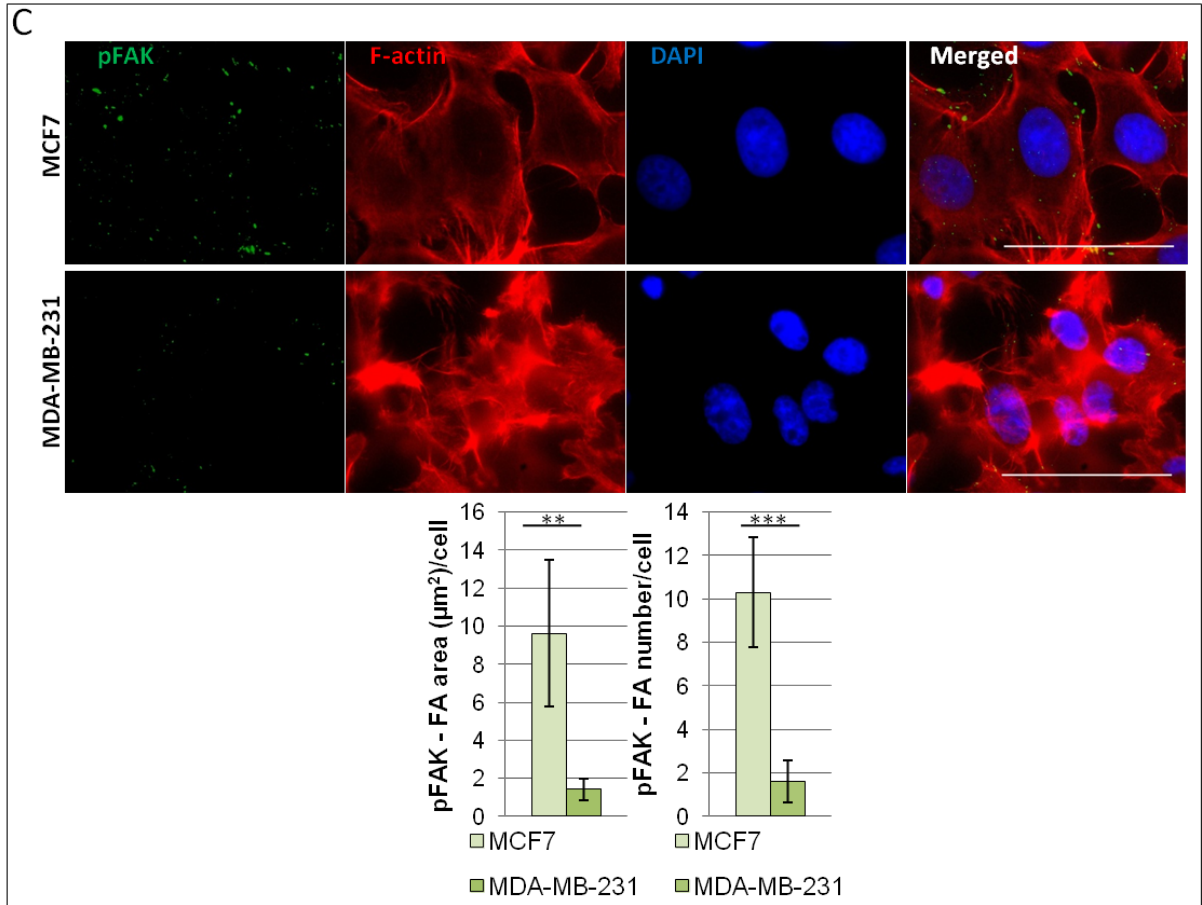 C
pFAK F-actin DAPI Merged
MCF7
MDA-MB-231
pFAK - FA area (µm²)/cell
16
14
12
10
8
6
4
2
0
**
MCF7
MDA-MB-231
pFAK - FA number/cell
14
12
10
8
6
4
2
0
***
MCF7
MDA-MB-231